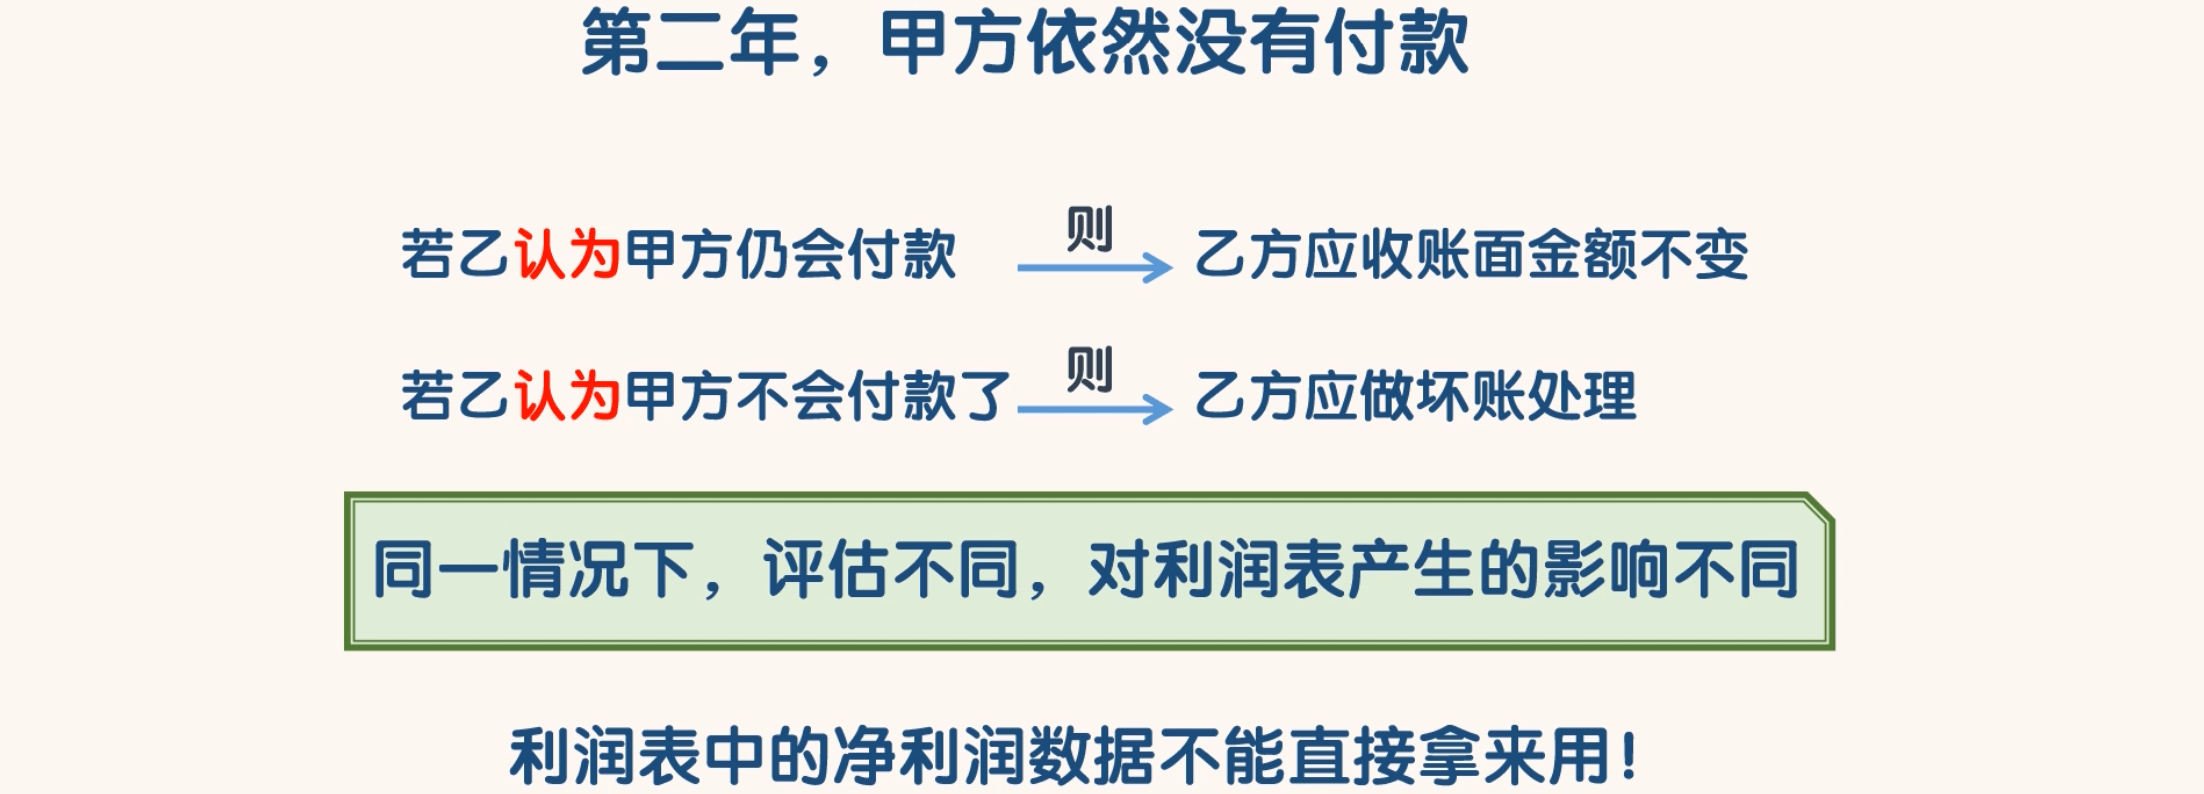 第二年，甲方依然没有付款
若乙认为甲方仍会付款 则 乙方应收账面金额不变
若乙认为甲方不会付款了 则 乙方应做坏账处理
同一情况下，评估不同，对利润表产生的影响不同
利润表中的净利润数据不能直接拿来用！